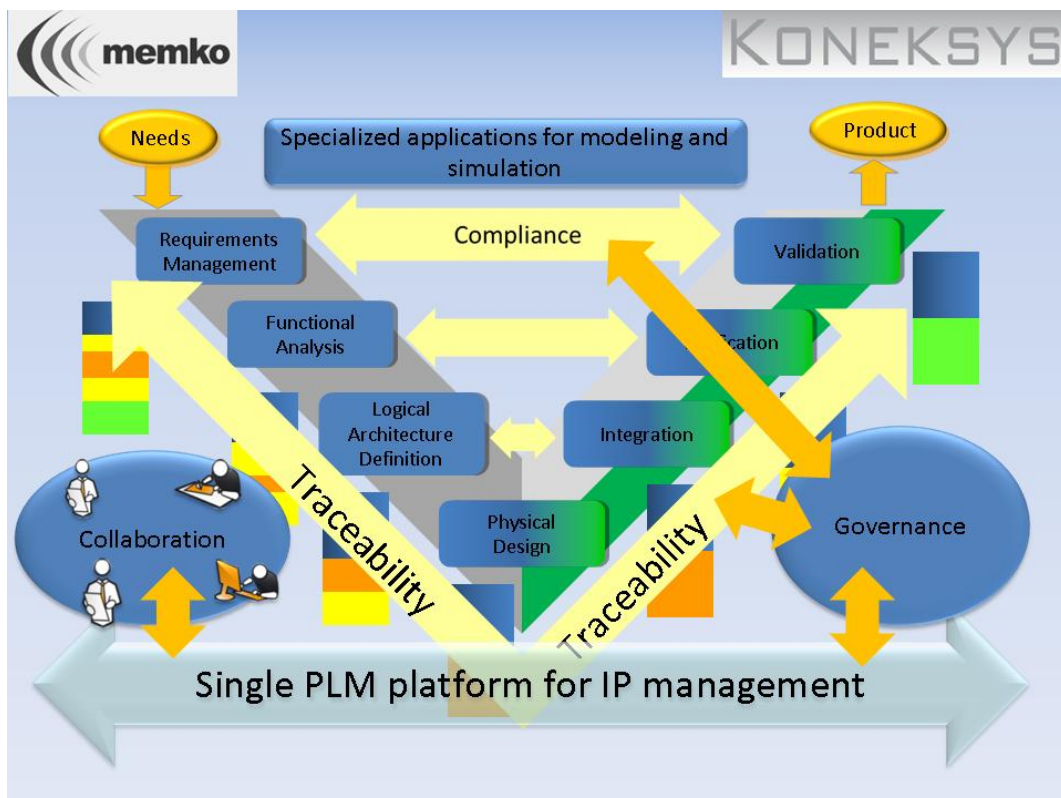 memko
KONEKSYS
Needs
Specialized applications for modeling and
simulation
Product
Requirements
Management
Compliance
Validation
Functional
Analysis
ication
Logical
Architecture
Definition
Integration
Traceability
Physical
Design
Traceability
Collaboration
Governance
Single PLM platform for IP management